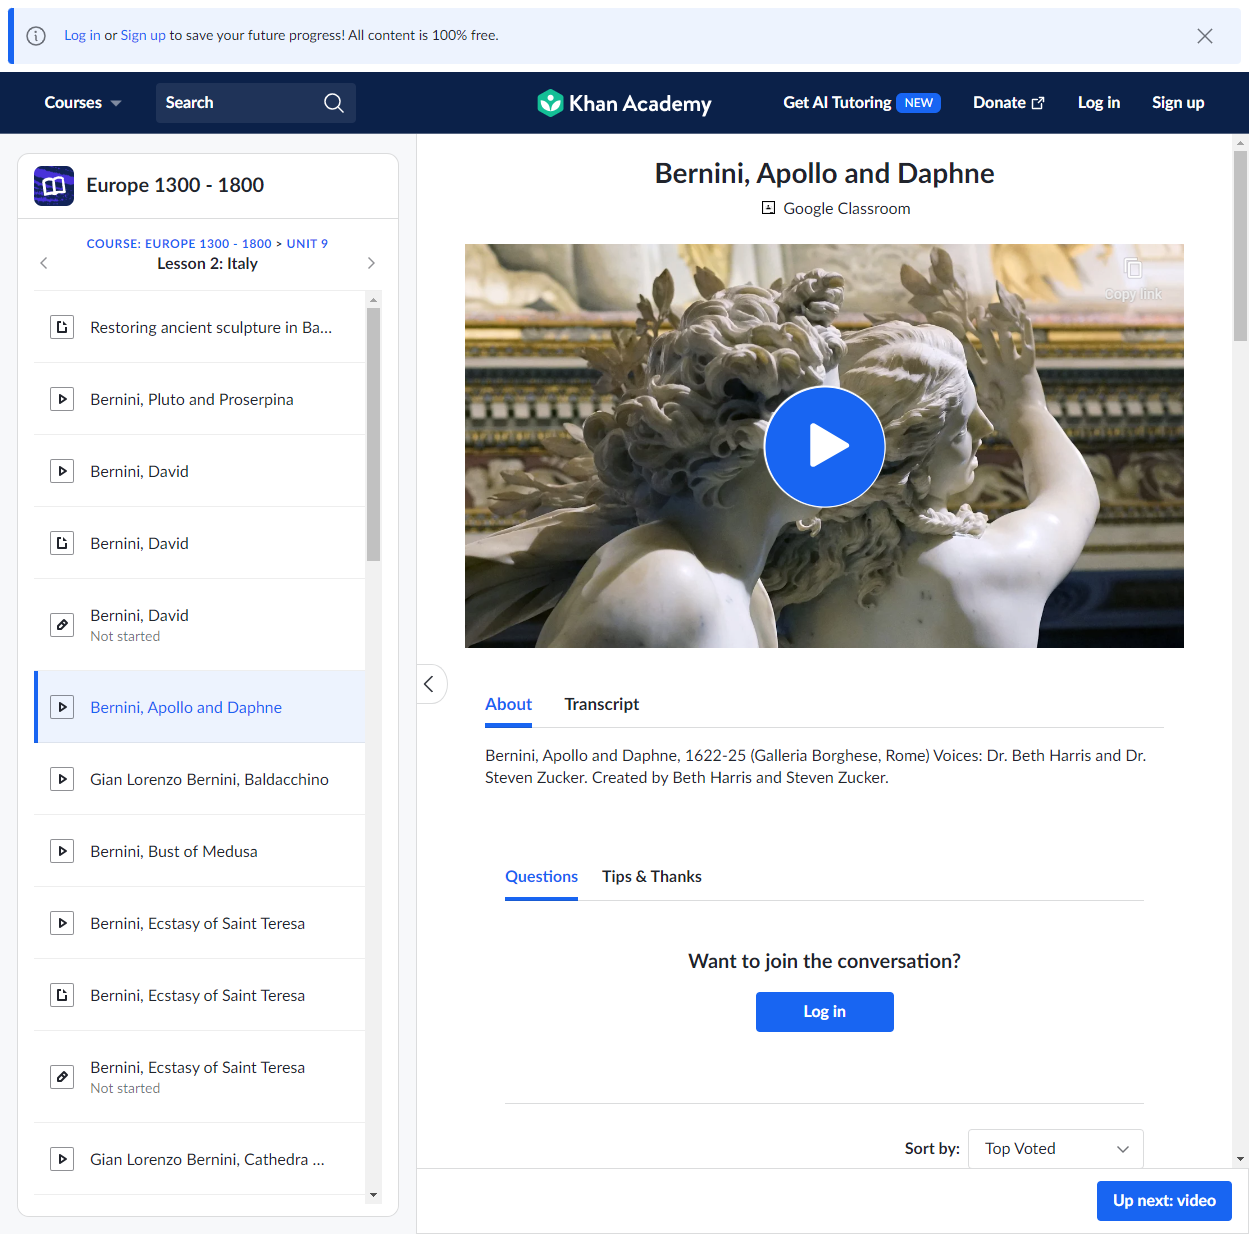 Log in or Sign up to save your future progress! All content is 100% free.
Courses
Search
Khan Academy
Get AI Tutoring NEW
Donate
Log in
Sign up
Europe 1300 - 1800
COURSE: EUROPE 1300 - 1800 > UNIT 9
Lesson 2: Italy
Restoring ancient sculpture in Ba...
Bernini, Pluto and Proserpina
Bernini, David
Bernini, David
Bernini, David
Not started
Bernini, Apollo and Daphne
Gian Lorenzo Bernini, Baldacchino
Bernini, Bust of Medusa
Bernini, Ecstasy of Saint Teresa
Bernini, Ecstasy of Saint Teresa
Bernini, Ecstasy of Saint Teresa
Not started
Gian Lorenzo Bernini, Cathedra ...
Bernini, Apollo and Daphne
Google Classroom
Copy link
About
Transcript
Bernini, Apollo and Daphne, 1622-25 (Galleria Borghese, Rome) Voices: Dr. Beth Harris and Dr.
Steven Zucker. Created by Beth Harris and Steven Zucker.
Questions
Tips & Thanks
Want to join the conversation?
Log in
Sort by:
Top Voted
Up next: video